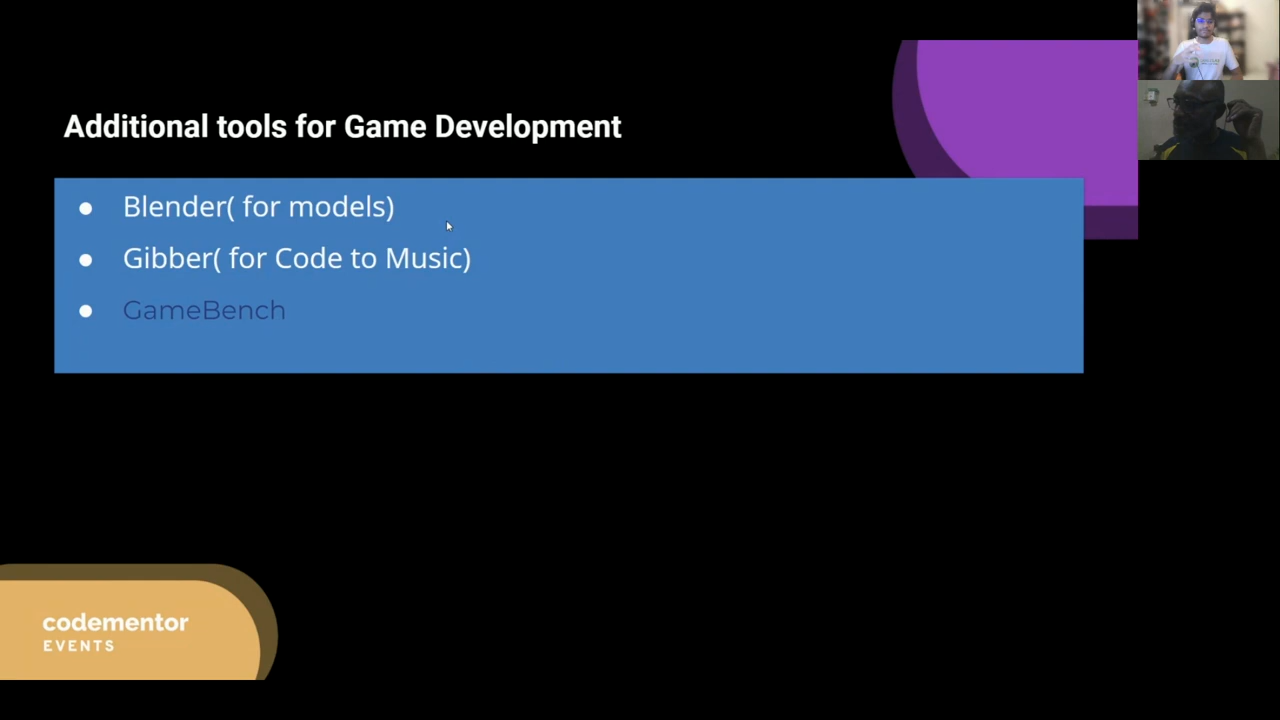 Additional tools for Game Development
● Blender( for models)
● Gibber( for Code to Music)
● GameBench
codementor
EVENTS